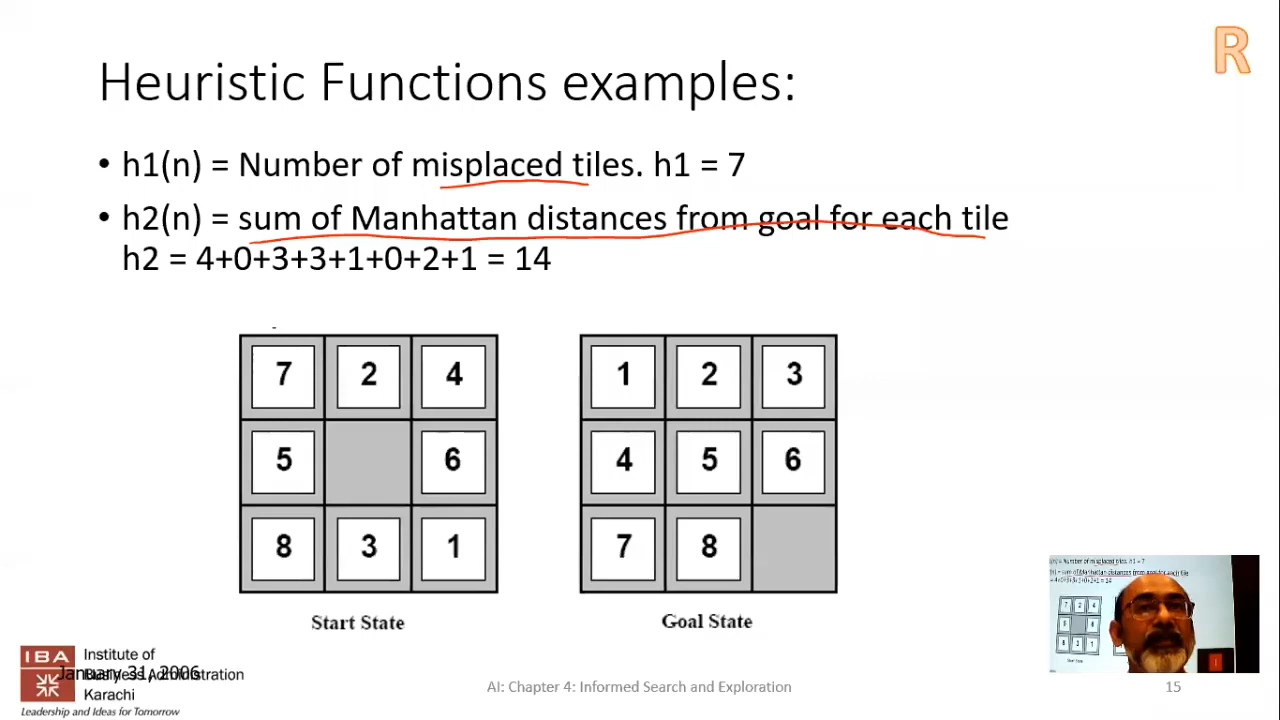 R
Heuristic Functions examples:
• h1(n) = Number of misplaced tiles. h1 = 7
• h2(n) = sum of Manhattan distances from goal for each tile
h2 = 4+0+3+3+1+0+2+1 = 14
7 2 4
5 6
8 3 1
Start State
1 2 3
4 5 6
7 8
Goal State
IBA
Institute of
Business Administration
Karachi
Leadership and Ideas for Tomorrow
January 31, 2006
AI: Chapter 4: Informed Search and Exploration
15